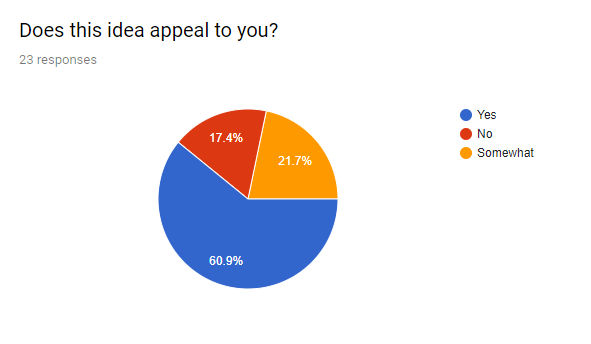 Does this idea appeal to you?
23 responses
17.4%
21.7%
60.9%
Yes
No
Somewhat